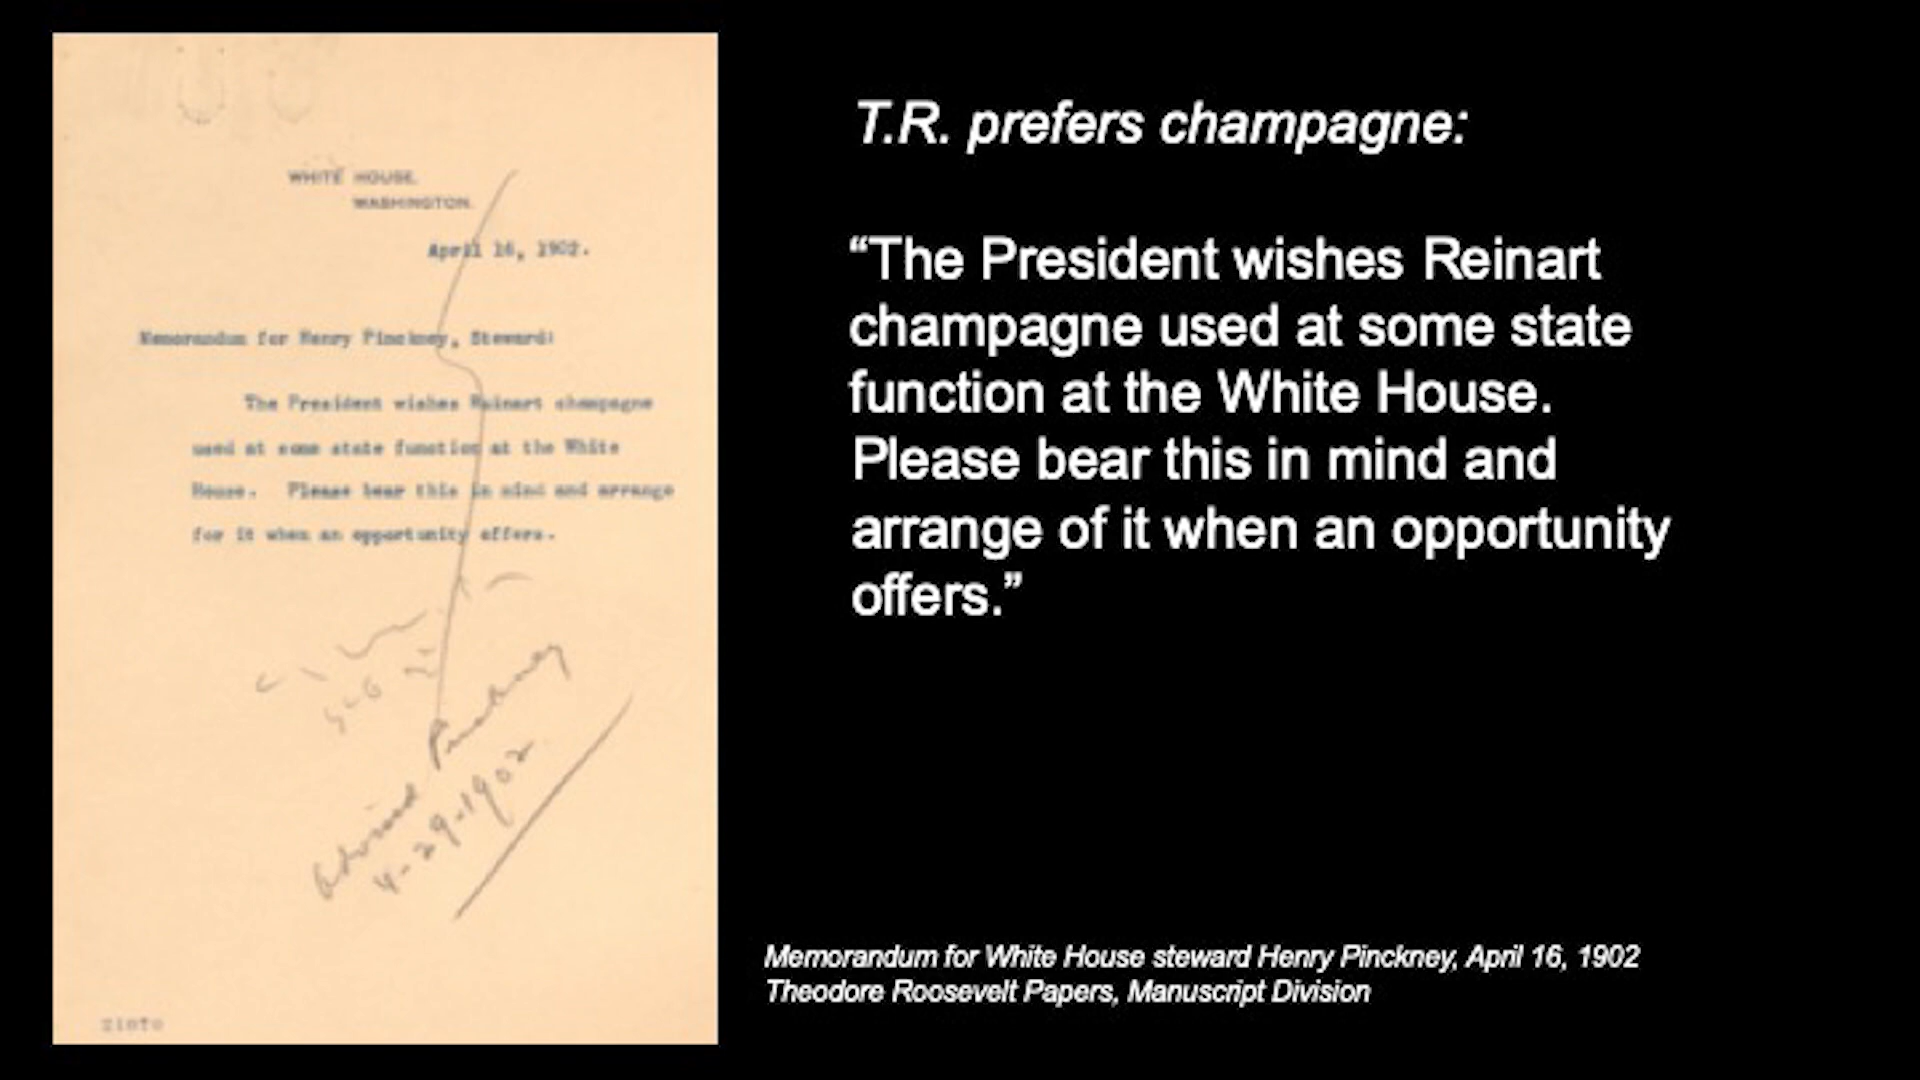 WHITE HOUSE.
WASHINGTON.
April 16, 1902.
Memorandum for Henry Pinckney, Steward:
The President wishes Reinart champagne
used at some state function at the White
House. Please bear this in mind and arrange
for it when an opportunity offers.
Advised Pinckney
4-29-1902
T.R. prefers champagne:
“The President wishes Reinart
champagne used at some state
function at the White House.
Please bear this in mind and
arrange of it when an opportunity
offers.”
Memorandum for White House steward Henry Pinckney, April 16, 1902
Theodore Roosevelt Papers, Manuscript Division